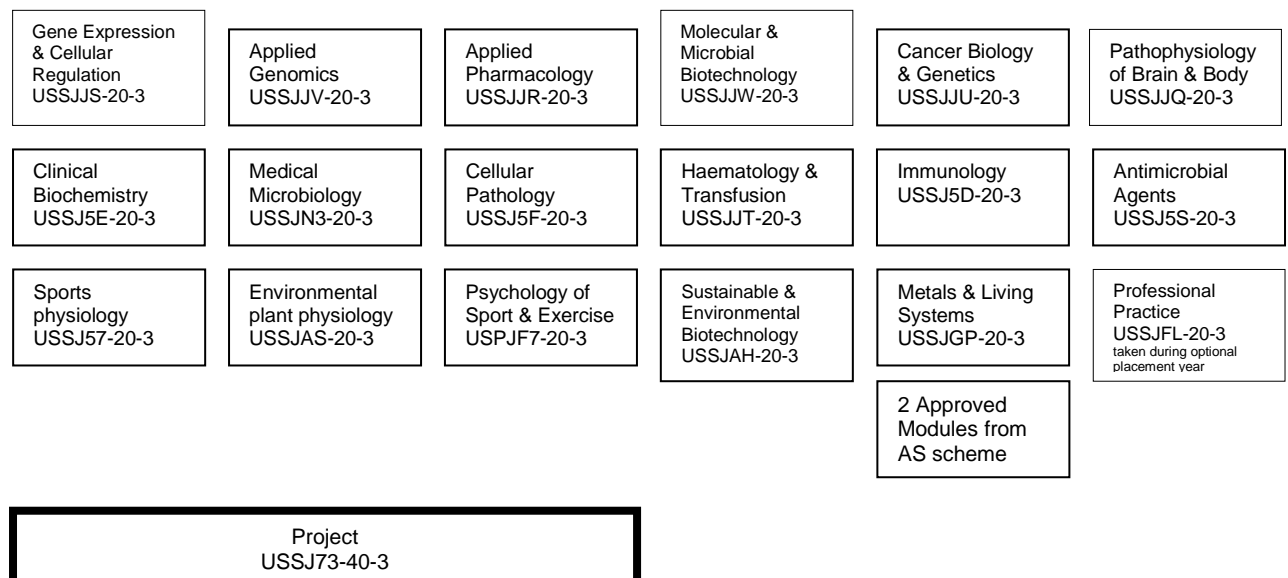 Gene Expression
& Cellular
Regulation
USSJJS-20-3
Applied
Genomics
USSJJV-20-3
Applied
Pharmacology
USSJJR-20-3
Molecular &
Microbial
Biotechnology
USSJJW-20-3
Cancer Biology
& Genetics
USSJJU-20-3
Pathophysiology
of Brain & Body
USSJJQ-20-3
Clinical
Biochemistry
USSJ5E-20-3
Medical
Microbiology
USSJN3-20-3
Cellular
Pathology
USSJ5F-20-3
Haematology &
Transfusion
USSJJT-20-3
Immunology
USSJ5D-20-3
Antimicrobial
Agents
USSJ5S-20-3
Sports
physiology
USSJ57-20-3
Environmental
plant physiology
USSJAS-20-3
Psychology of
Sport & Exercise
USPJF7-20-3
Sustainable &
Environmental
Biotechnology
USSJAH-20-3
Metals & Living
Systems
USSJGP-20-3
Professional
Practice
USSJFL-20-3
taken during optional
placement year
2 Approved
Modules from
AS scheme
Project
USSJ73-40-3